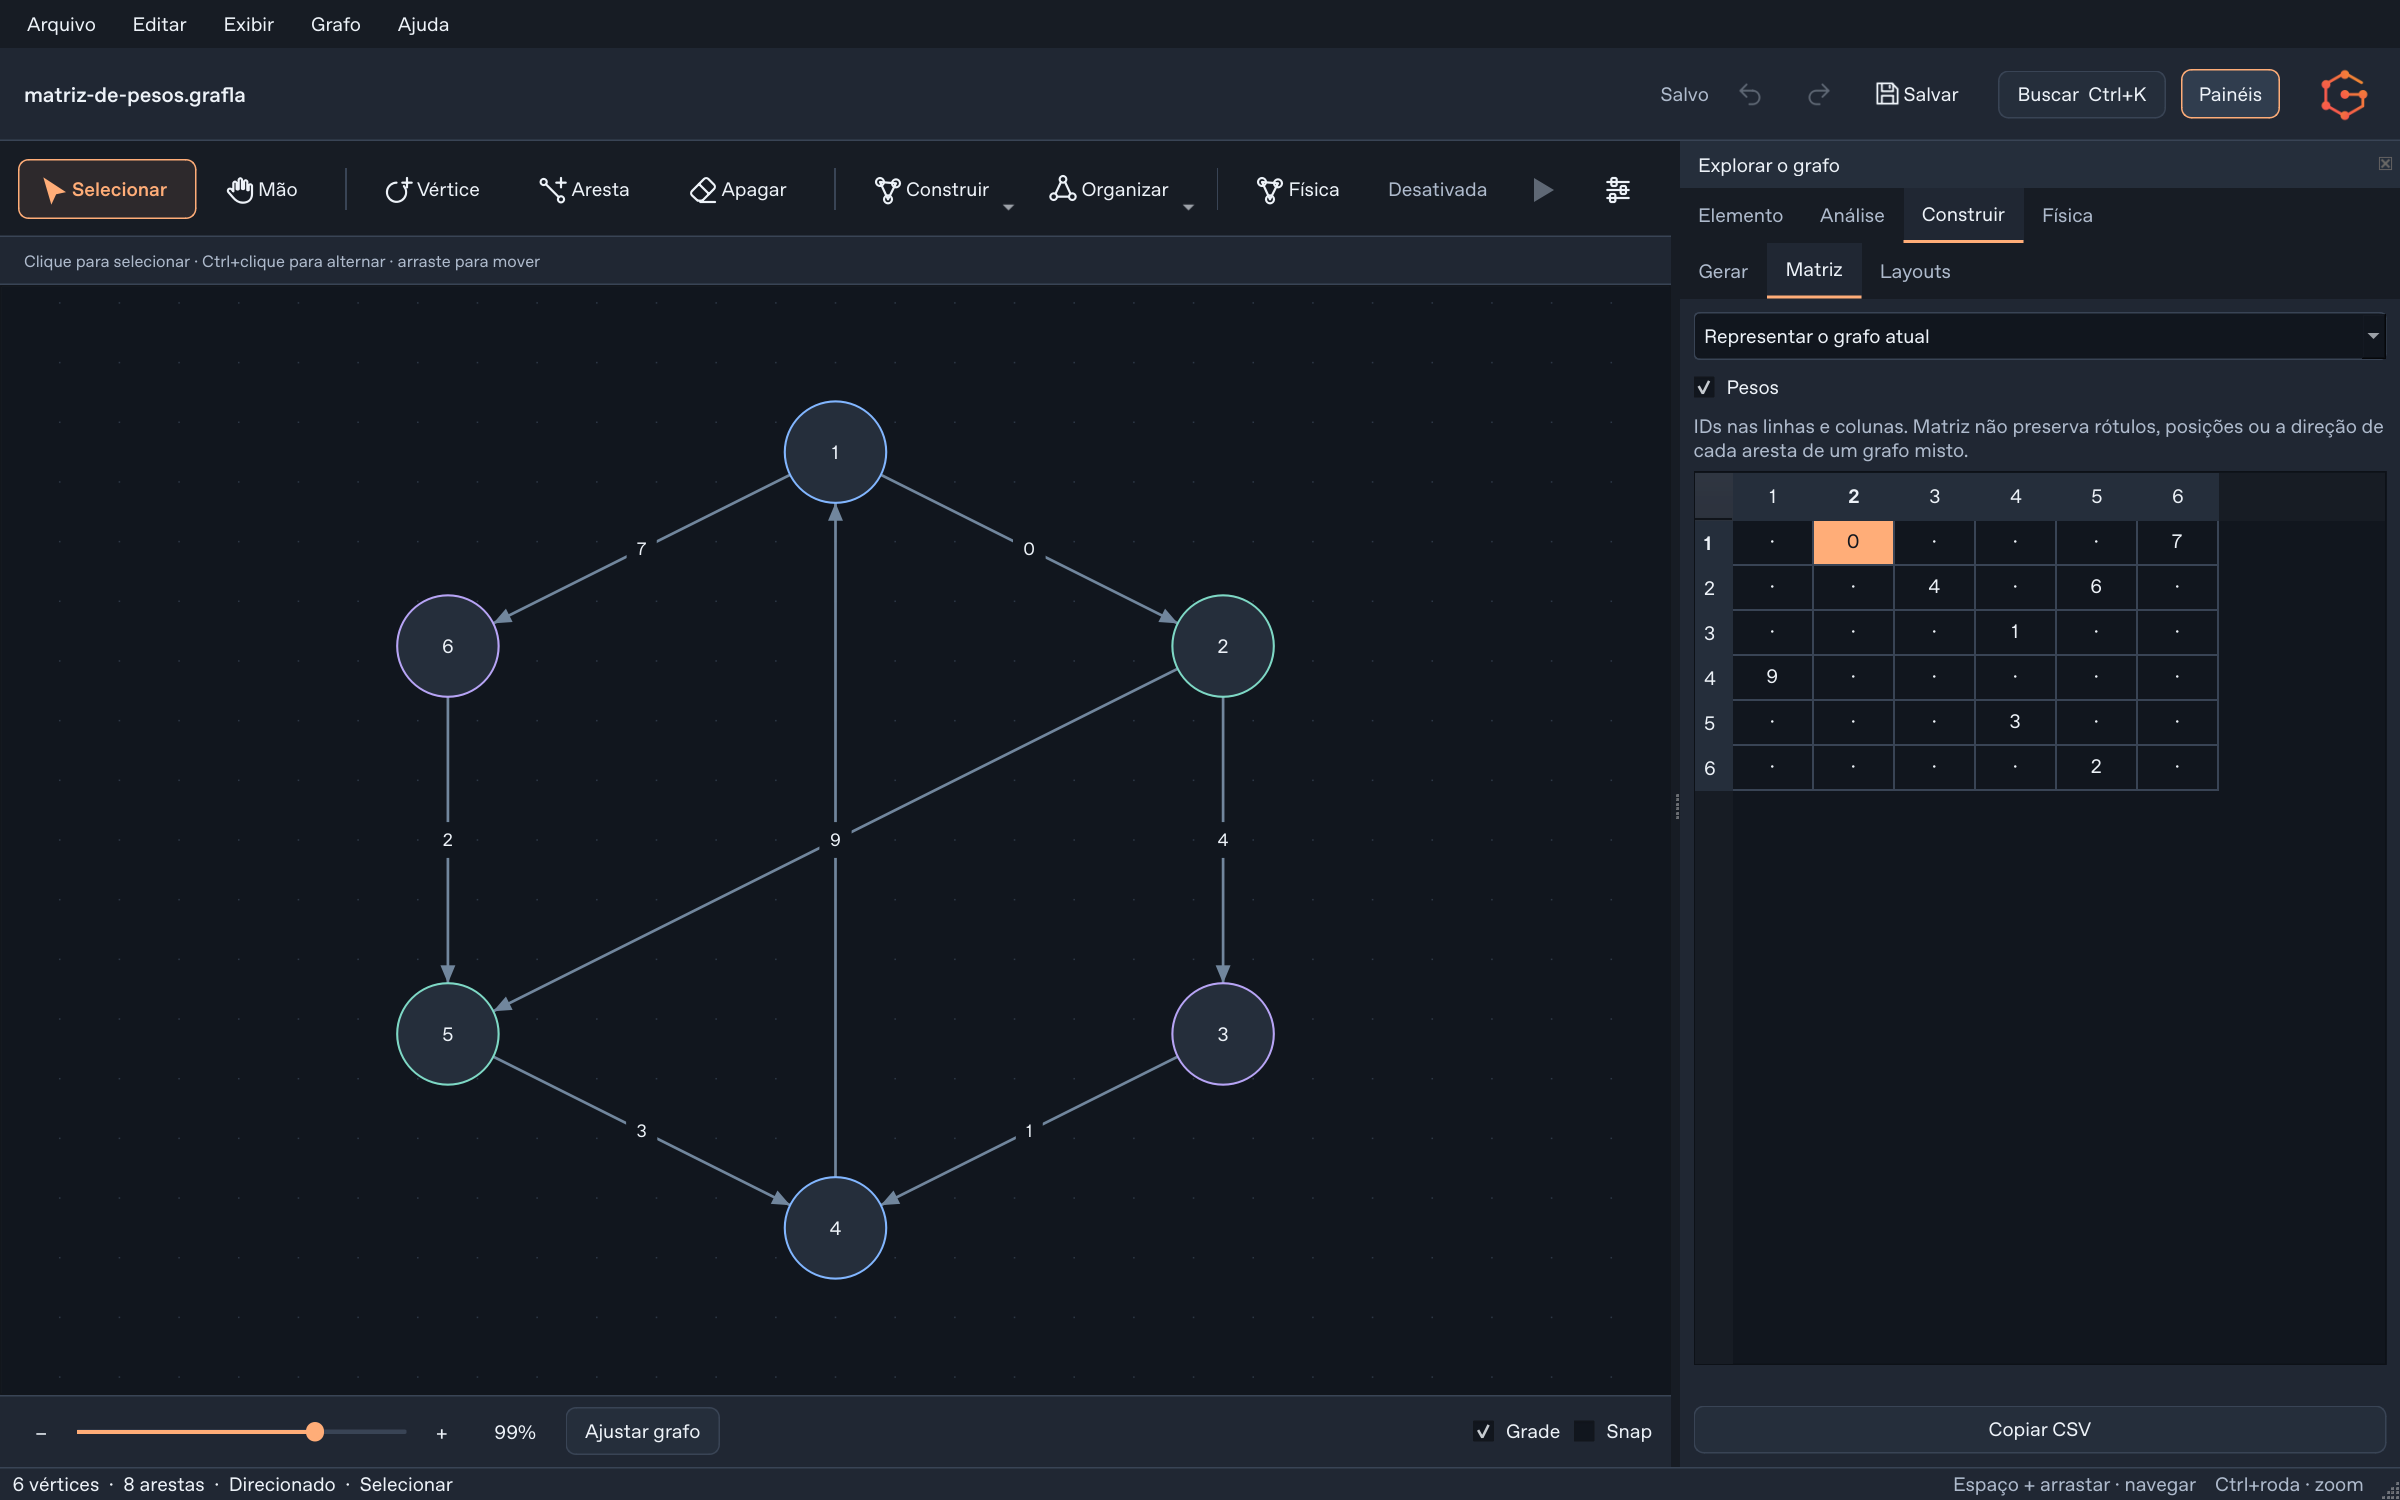 Arquivo Editar Exibir Grafo Ajuda
matriz-de-pesos.grafla
Salvo Salvar Buscar Ctrl+K Painéis
Selecionar Mão Vértice Aresta Apagar Construir Organizar Física Desativada
Clique para selecionar · Ctrl+clique para alternar · arraste para mover
1
7 0
6 2
2 9 4
5 3
3 1
4
Explorar o grafo
Elemento Análise Construir Física
Gerar Matriz Layouts
Representar o grafo atual
Pesos
IDs nas linhas e colunas. Matriz não preserva rótulos, posições ou a direção de
cada aresta de um grafo misto.
1 2 3 4 5 6
1 · 0 · · · 7
2 · · 4 · 6 ·
3 · · · 1 · ·
4 9 · · · · ·
5 · · · 3 · ·
6 · · · · 2 ·
Copiar CSV
− + 99% Ajustar grafo Grade Snap
6 vértices · 8 arestas · Direcionado · Selecionar
Espaço + arrastar · navegar Ctrl+roda · zoom